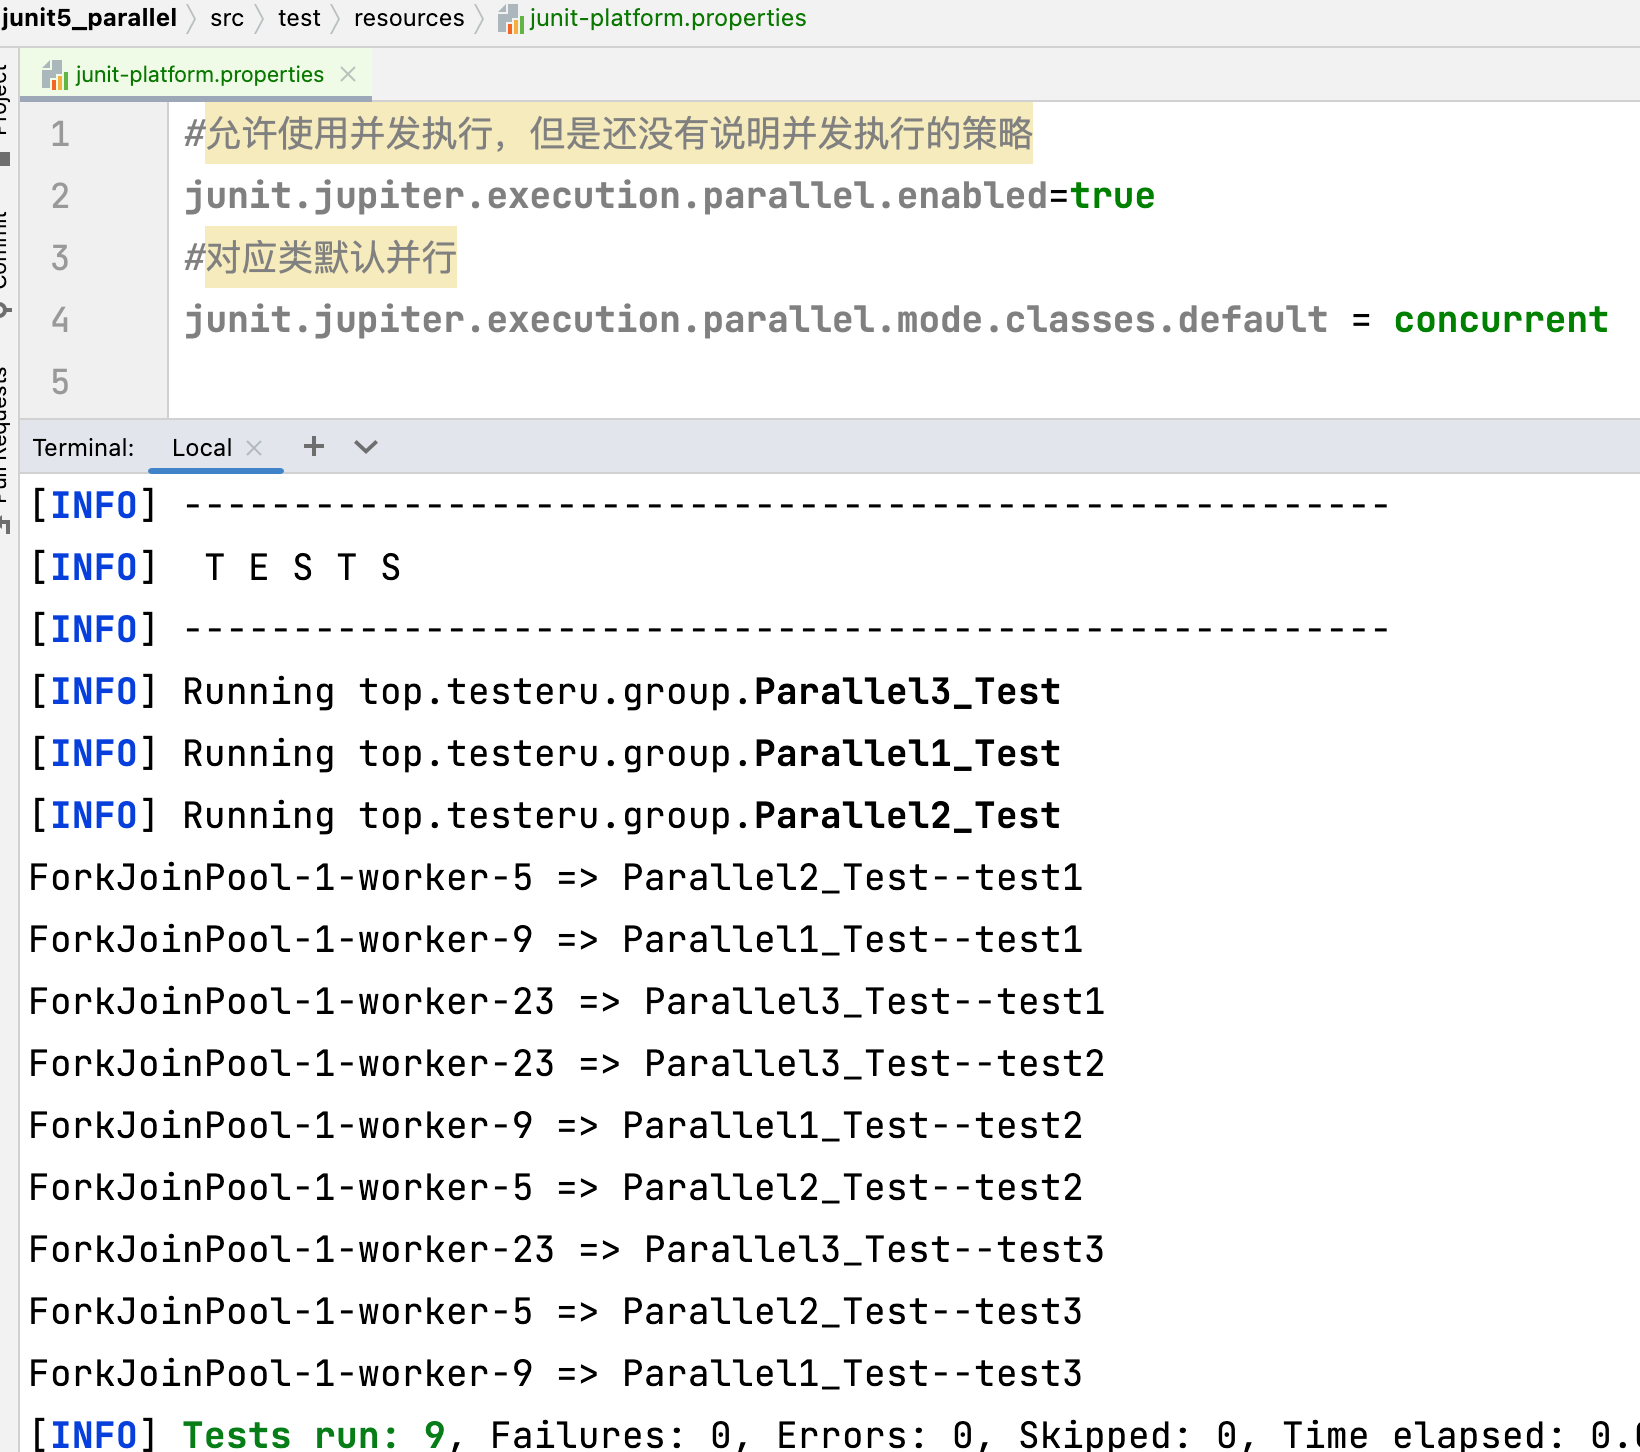 junit5_parallel src test resources junit-platform.properties
junit-platform.properties
Project
Commit
Pull Requests
1 #允许使用并发执行，但是还没有说明并发执行的策略
2 junit.jupiter.execution.parallel.enabled=true
3 #对应类默认并行
4 junit.jupiter.execution.parallel.mode.classes.default = concurrent
5
Terminal: Local
[INFO] -------------------------------------------------------
[INFO]  T E S T S
[INFO] -------------------------------------------------------
[INFO] Running top.testeru.group.Parallel3_Test
[INFO] Running top.testeru.group.Parallel1_Test
[INFO] Running top.testeru.group.Parallel2_Test
ForkJoinPool-1-worker-5 => Parallel2_Test--test1
ForkJoinPool-1-worker-9 => Parallel1_Test--test1
ForkJoinPool-1-worker-23 => Parallel3_Test--test1
ForkJoinPool-1-worker-23 => Parallel3_Test--test2
ForkJoinPool-1-worker-9 => Parallel1_Test--test2
ForkJoinPool-1-worker-5 => Parallel2_Test--test2
ForkJoinPool-1-worker-23 => Parallel3_Test--test3
ForkJoinPool-1-worker-5 => Parallel2_Test--test3
ForkJoinPool-1-worker-9 => Parallel1_Test--test3
[INFO] Tests run: 9, Failures: 0, Errors: 0, Skipped: 0, Time elapsed: 0.